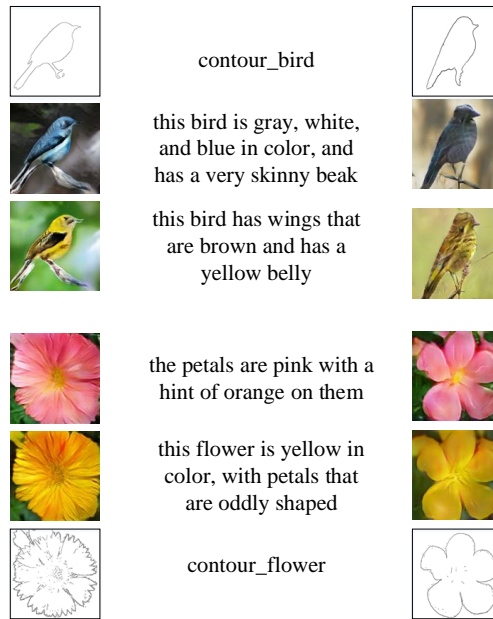 contour_bird
this bird is gray, white,
and blue in color, and
has a very skinny beak
this bird has wings that
are brown and has a
yellow belly
the petals are pink with a
hint of orange on them
this flower is yellow in
color, with petals that
are oddly shaped
contour_flower